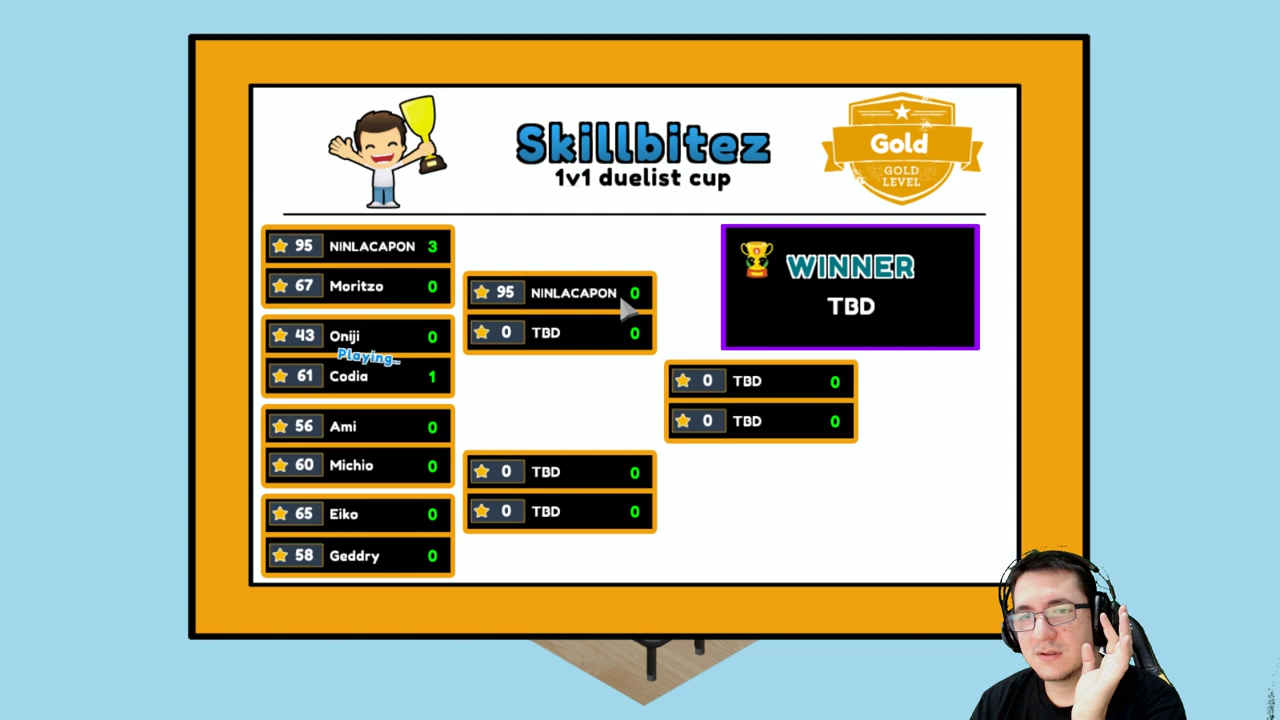 Skillbitez
1v1 duelist cup
Gold
GOLD
LEVEL
95 NINLACAPON 3
67 Moritzo 0
43 Oniji 0
Playing...
61 Codia 1
56 Ami 0
60 Michio 0
65 Eiko 0
58 Geddry 0
95 NINLACAPON 0
0 TBD 0
0 TBD 0
0 TBD 0
0 TBD 0
0 TBD 0
WINNER
TBD